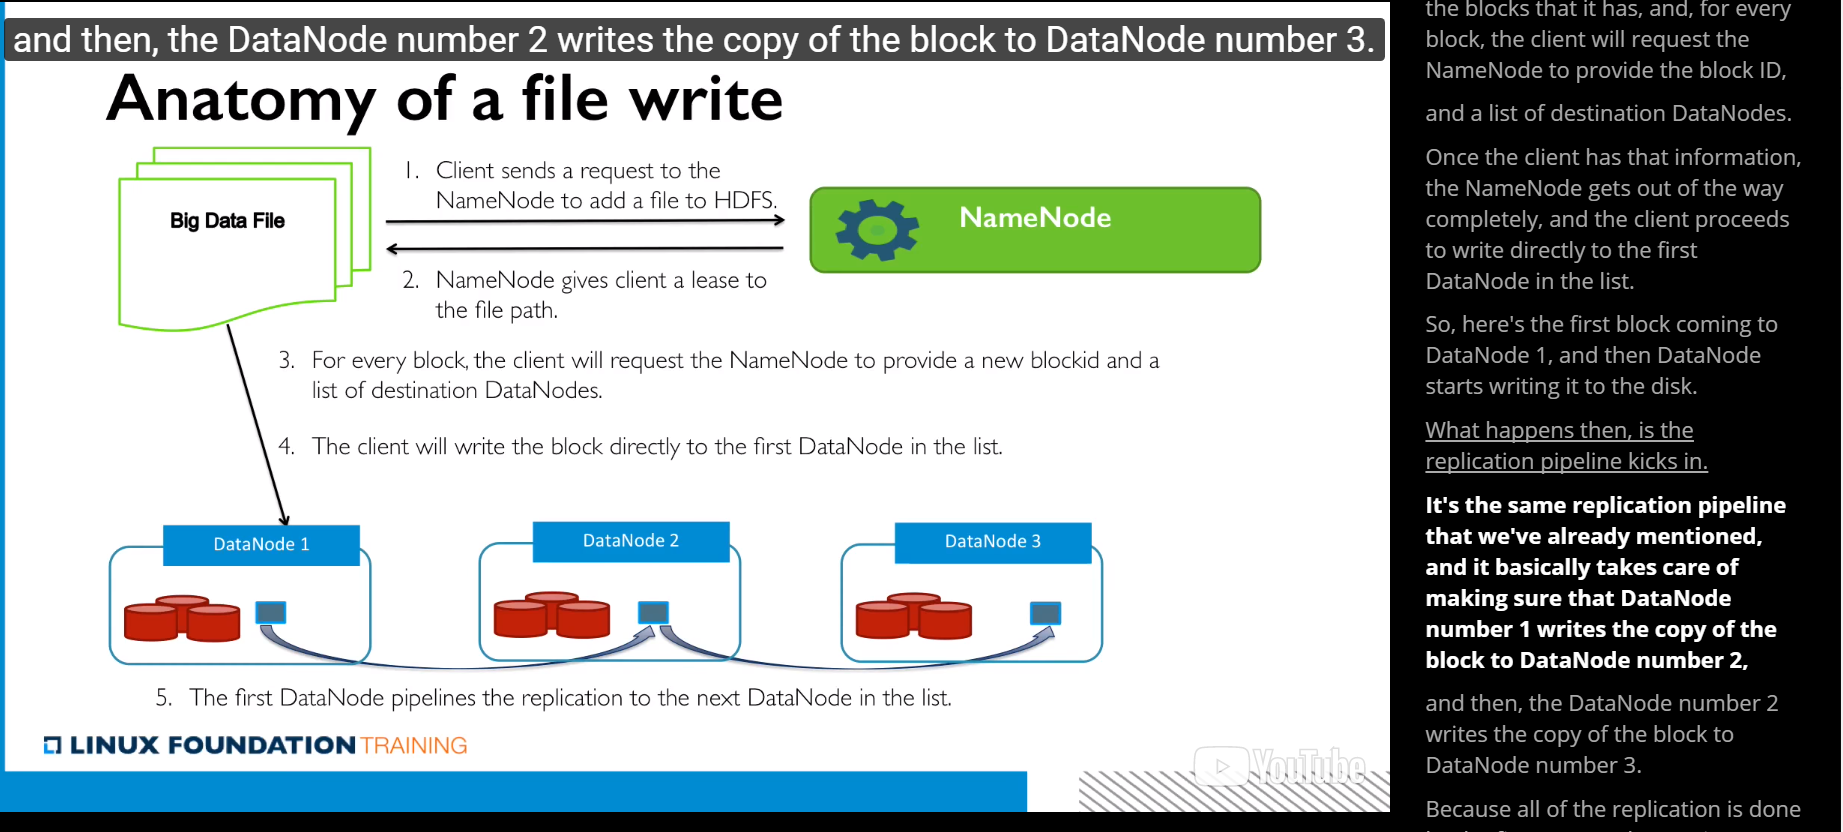 and then, the DataNode number 2 writes the copy of the block to DataNode number 3.
Anatomy of a file write
Big Data File
1. Client sends a request to the
NameNode to add a file to HDFS.
NameNode
2. NameNode gives client a lease to
the file path.
3. For every block, the client will request the NameNode to provide a new blockid and a
list of destination DataNodes.
4. The client will write the block directly to the first DataNode in the list.
DataNode 1
DataNode 2
DataNode 3
5. The first DataNode pipelines the replication to the next DataNode in the list.
LINUX FOUNDATION TRAINING
YouTube
the blocks that it has, and, for every
block, the client will request the
NameNode to provide the block ID,
and a list of destination DataNodes.
Once the client has that information,
the NameNode gets out of the way
completely, and the client proceeds
to write directly to the first
DataNode in the list.
So, here's the first block coming to
DataNode 1, and then DataNode
starts writing it to the disk.
What happens then, is the
replication pipeline kicks in.
It's the same replication pipeline
that we've already mentioned,
and it basically takes care of
making sure that DataNode
number 1 writes the copy of the
block to DataNode number 2,
and then, the DataNode number 2
writes the copy of the block to
DataNode number 3.
Because all of the replication is done